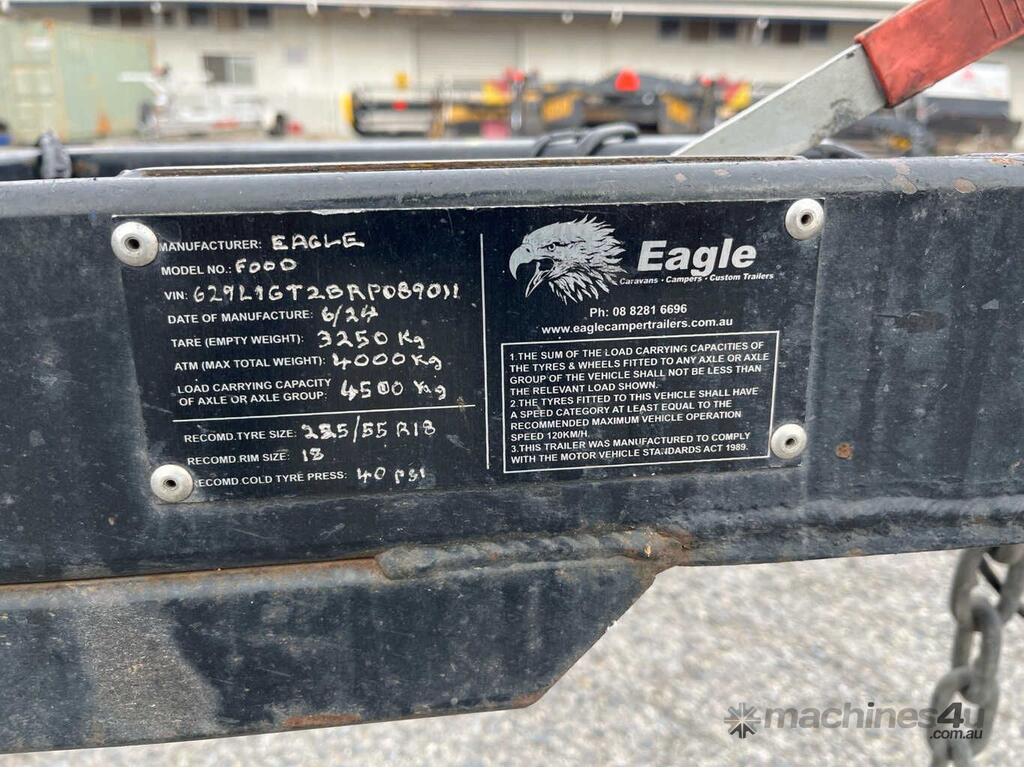 MANUFACTURER: EAGLE
MODEL NO.: FOOD
VIN: 629L1GT2BRP089011
DATE OF MANUFACTURE: 6/24
TARE (EMPTY WEIGHT): 3250 Kg
ATM (MAX TOTAL WEIGHT): 4000 Kg
LOAD CARRYING CAPACITY
OF AXLE OR AXLE GROUP: 4500 Kg
RECOMD.TYRE SIZE: /55 R18
RECOMD.RIM SIZE: 18
RECOMD.COLD TYRE PRESS: 40 psi
Eagle
Caravans • Campers • Custom Trailers
Ph: 08 8281 6696
www.eaglecampertrailers.com.au
1.THE SUM OF THE LOAD CARRYING CAPACITIES OF
THE TYRES & WHEELS FITTED TO ANY AXLE OR AXLE
GROUP OF THE VEHICLE SHALL NOT BE LESS THAN
THE RELEVANT LOAD SHOWN.
2.THE TYRES FITTED TO THIS VEHICLE SHALL HAVE
A SPEED CATEGORY AT LEAST EQUAL TO THE
RECOMMENDED MAXIMUM VEHICLE OPERATION
SPEED 120KM/H.
3.THIS TRAILER WAS MANUFACTURED TO COMPLY
WITH THE MOTOR VEHICLE STANDARDS ACT 1989.
machines4u
.com.au